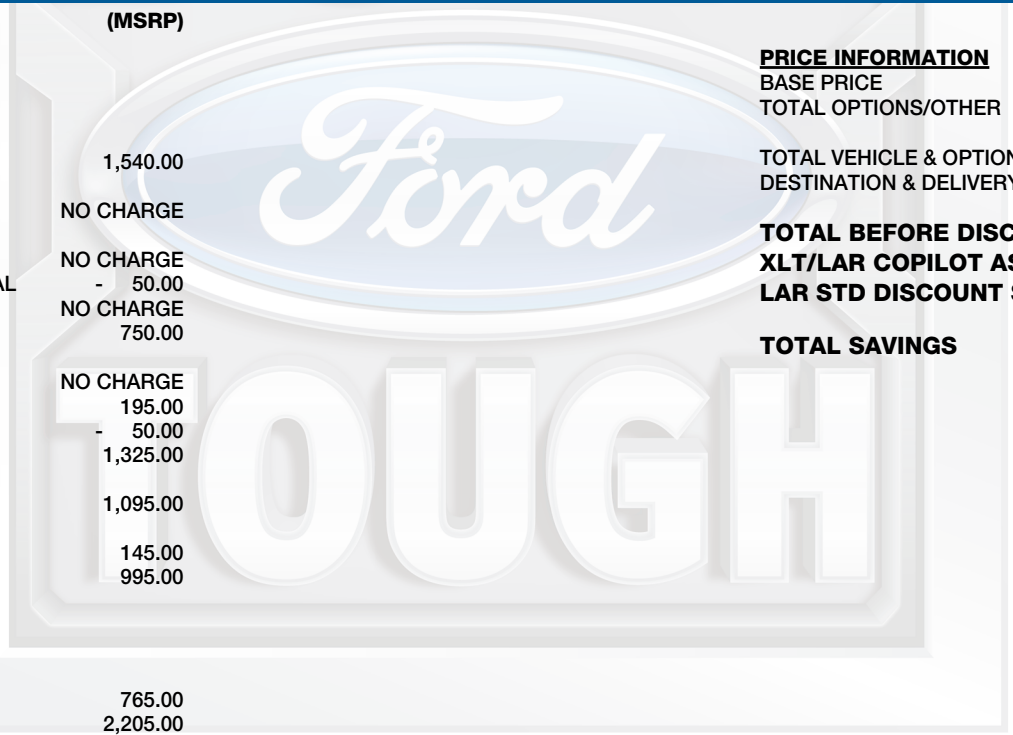 (MSRP)
1,540.00
NO CHARGE
NO CHARGE
AL - 50.00
NO CHARGE
750.00
NO CHARGE
195.00
- 50.00
1,325.00
1,095.00
145.00
995.00
765.00
2,205.00
PRICE INFORMATION
BASE PRICE
TOTAL OPTIONS/OTHER
TOTAL VEHICLE & OPTION
DESTINATION & DELIVERY
TOTAL BEFORE DISC
XLT/LAR COPILOT AS
LAR STD DISCOUNT
TOTAL SAVINGS
Ford
TOUGH